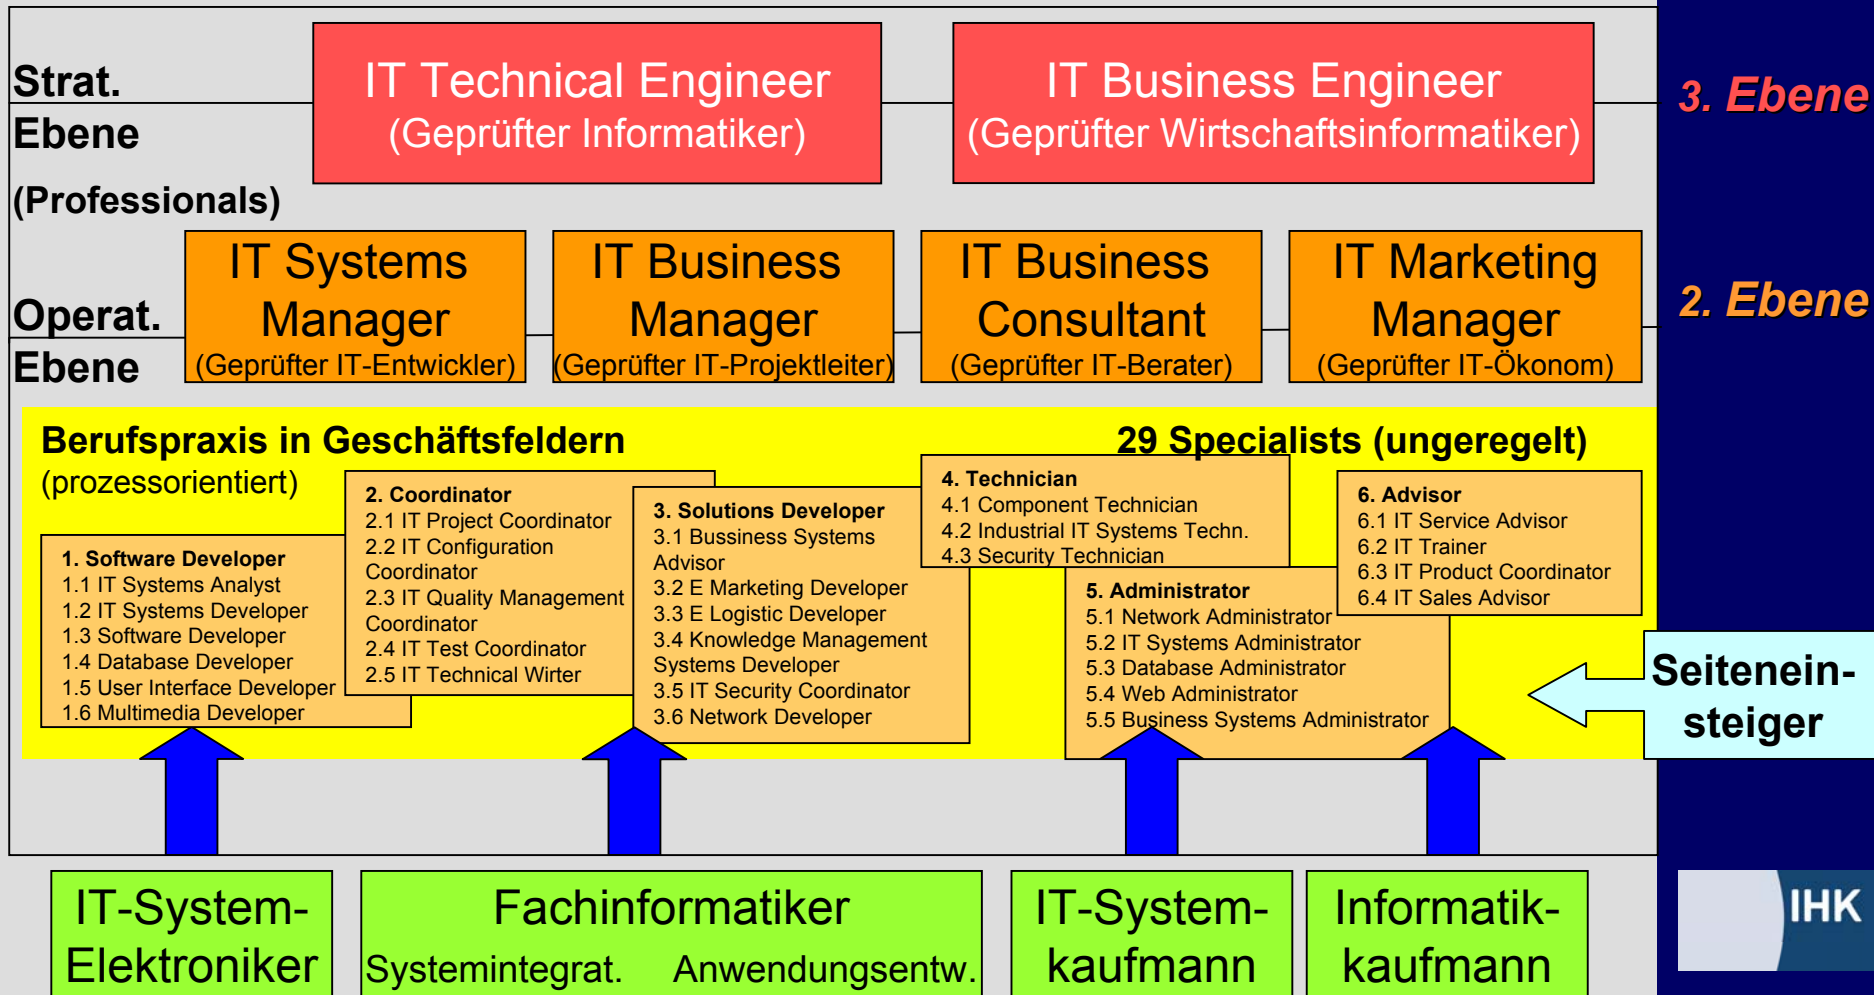 Strat.
Ebene
(Professionals)
IT Technical Engineer
(Geprüfter Informatiker)
IT Business Engineer
(Geprüfter Wirtschaftsinformatiker)
3. Ebene
Operat.
Ebene
IT Systems
Manager
(Geprüfter IT-Entwickler)
IT Business
Manager
(Geprüfter IT-Projektleiter)
IT Business
Consultant
(Geprüfter IT-Berater)
IT Marketing
Manager
(Geprüfter IT-Ökonom)
2. Ebene
Berufspraxis in Geschäftsfeldern
(prozessorientiert)
29 Specialists (ungeregelt)
1. Software Developer
1.1 IT Systems Analyst
1.2 IT Systems Developer
1.3 Software Developer
1.4 Database Developer
1.5 User Interface Developer
1.6 Multimedia Developer
2. Coordinator
2.1 IT Project Coordinator
2.2 IT Configuration
Coordinator
2.3 IT Quality Management
Coordinator
2.4 IT Test Coordinator
2.5 IT Technical Wirter
3. Solutions Developer
3.1 Bussiness Systems
Advisor
3.2 E Marketing Developer
3.3 E Logistic Developer
3.4 Knowledge Management
Systems Developer
3.5 IT Security Coordinator
3.6 Network Developer
4. Technician
4.1 Component Technician
4.2 Industrial IT Systems Techn.
4.3 Security Technician
5. Administrator
5.1 Network Administrator
5.2 IT Systems Administrator
5.3 Database Administrator
5.4 Web Administrator
5.5 Business Systems Administrator
6. Advisor
6.1 IT Service Advisor
6.2 IT Trainer
6.3 IT Product Coordinator
6.4 IT Sales Advisor
Seitenein-
steiger
IT-System-
Elektroniker
Fachinformatiker
Systemintegrat. Anwendungsentw.
IT-System-
kaufmann
Informatik-
kaufmann
IHK